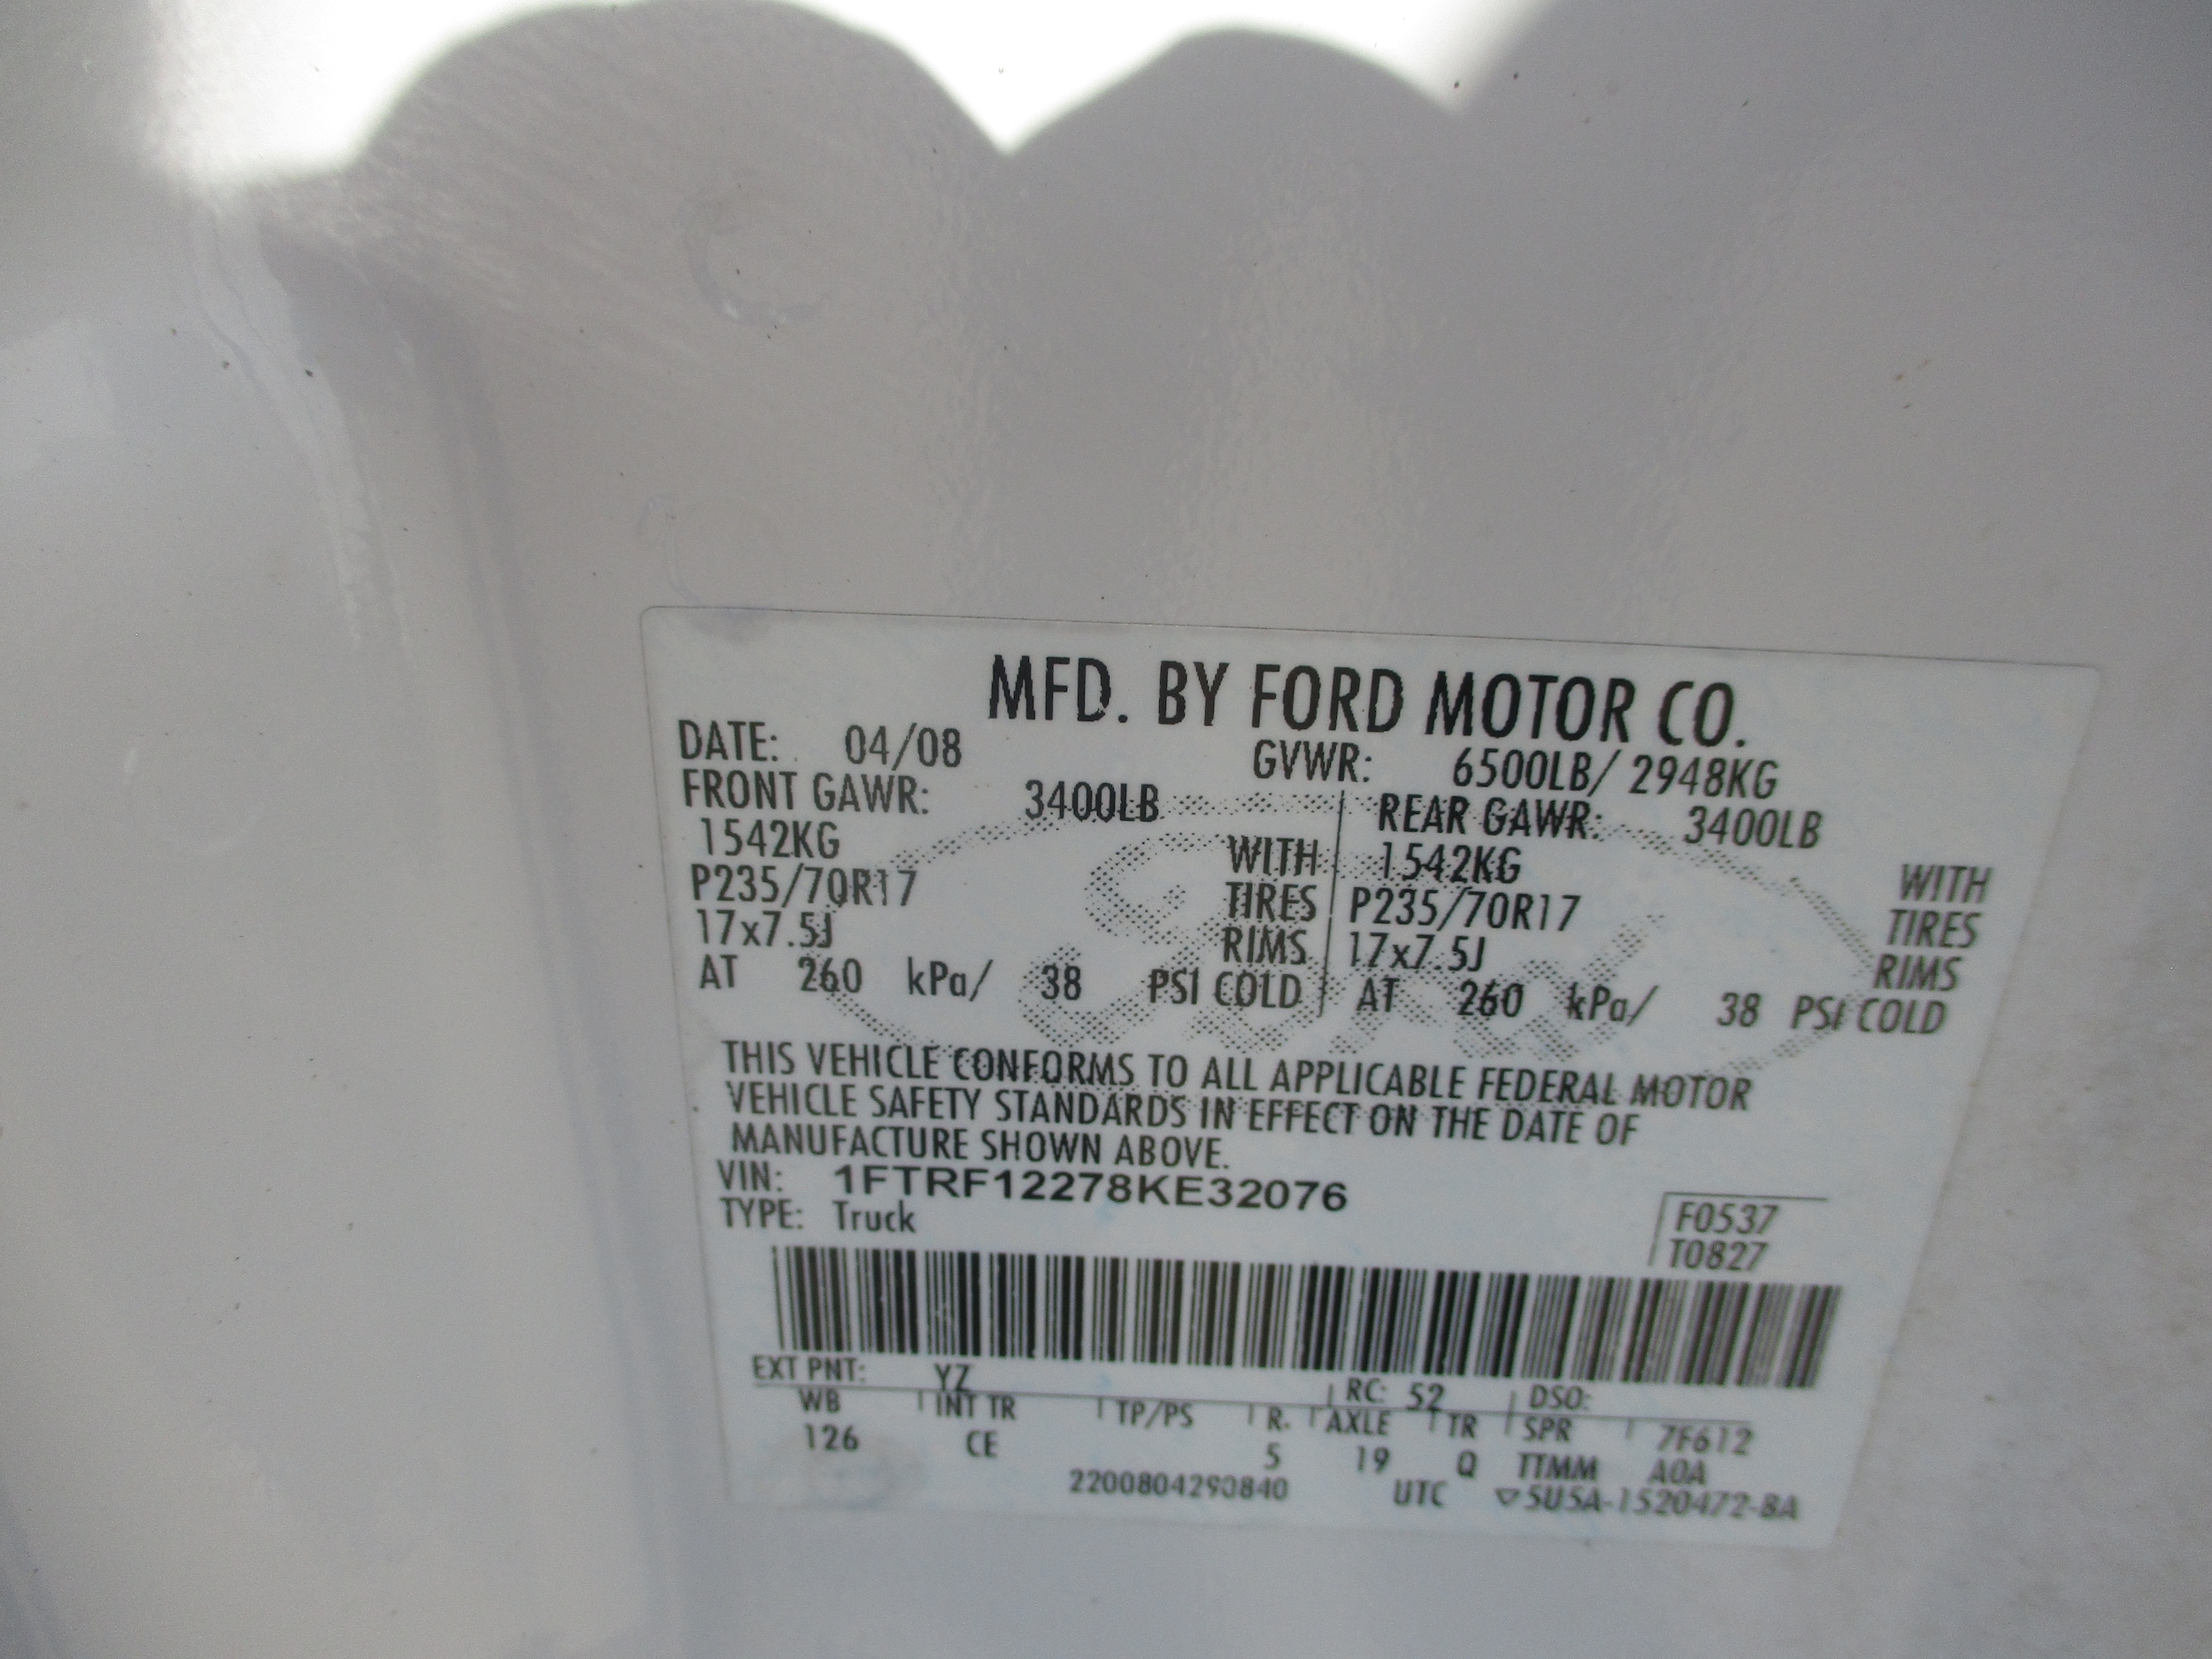 MFD. BY FORD MOTOR CO.
DATE: 04/08 GVWR: 6500LB/ 2948KG
FRONT GAWR: 3400LB REAR GAWR: 3400LB
1542KG WITH 1542KG WITH
P235/70R17 TIRES P235/70R17 TIRES
17x7.5J RIMS 17x7.5J RIMS
AT 260 kPa/ 38 PSI COLD AT 260 kPa/ 38 PSI COLD
THIS VEHICLE CONFORMS TO ALL APPLICABLE FEDERAL MOTOR
VEHICLE SAFETY STANDARDS IN EFFECT ON THE DATE OF
MANUFACTURE SHOWN ABOVE.
VIN: 1FTRF12278KE32076
TYPE: Truck F0537
T0827
EXT PNT: YZ RC: 52 DSO:
WB INT TR TP/PS R. AXLE TR SPR 7F612
126 CE 5 19 Q TTMM A0A
2200804290840 UTC ▽5U5A-1520472-BA